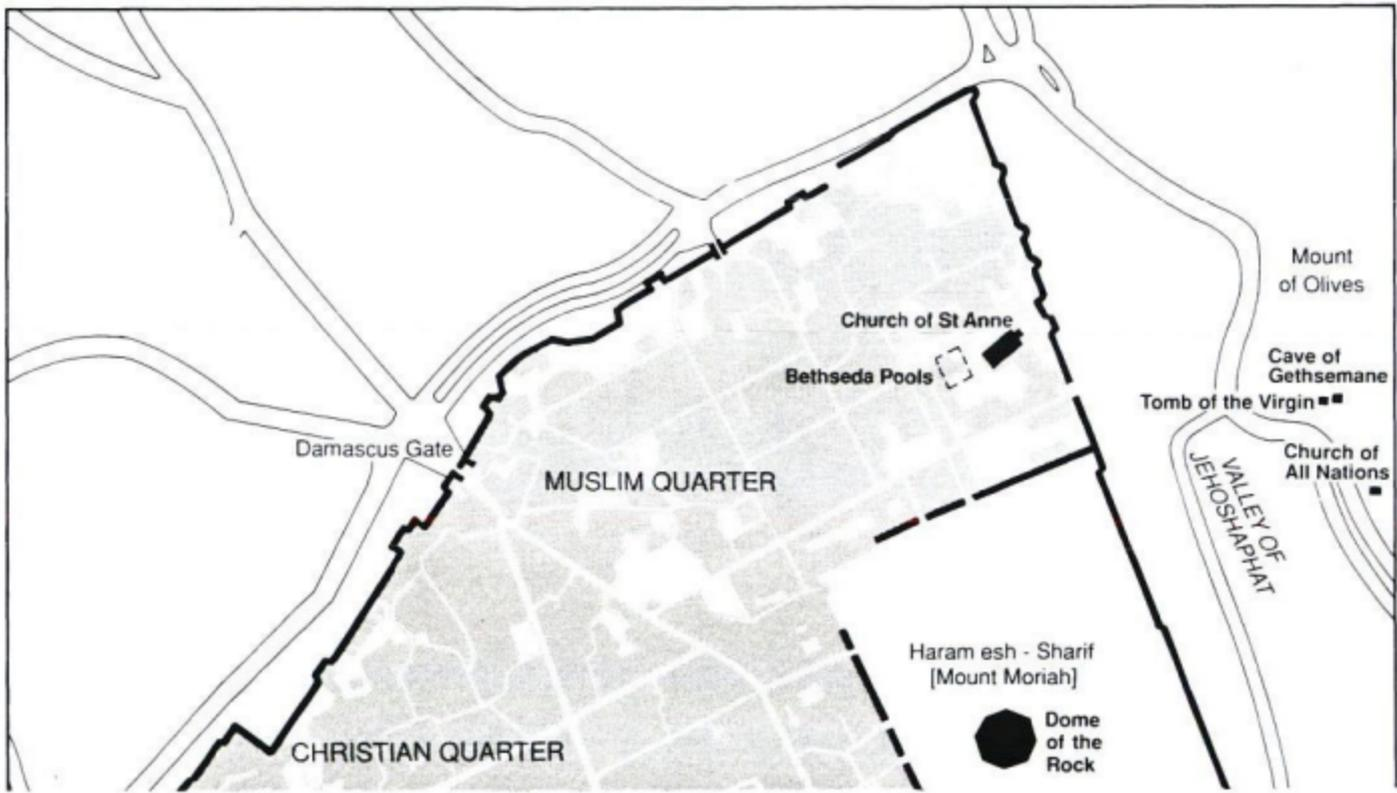 Mount
of Olives
Church of St Anne
Bethseda Pools
Cave of
Gethsemane
Tomb of the Virgin
Damascus Gate
Church of
All Nations
MUSLIM QUARTER
VALLEY OF
JEHOSHAPHAT
Haram esh - Sharif
[Mount Moriah]
Dome
of the
Rock
CHRISTIAN QUARTER